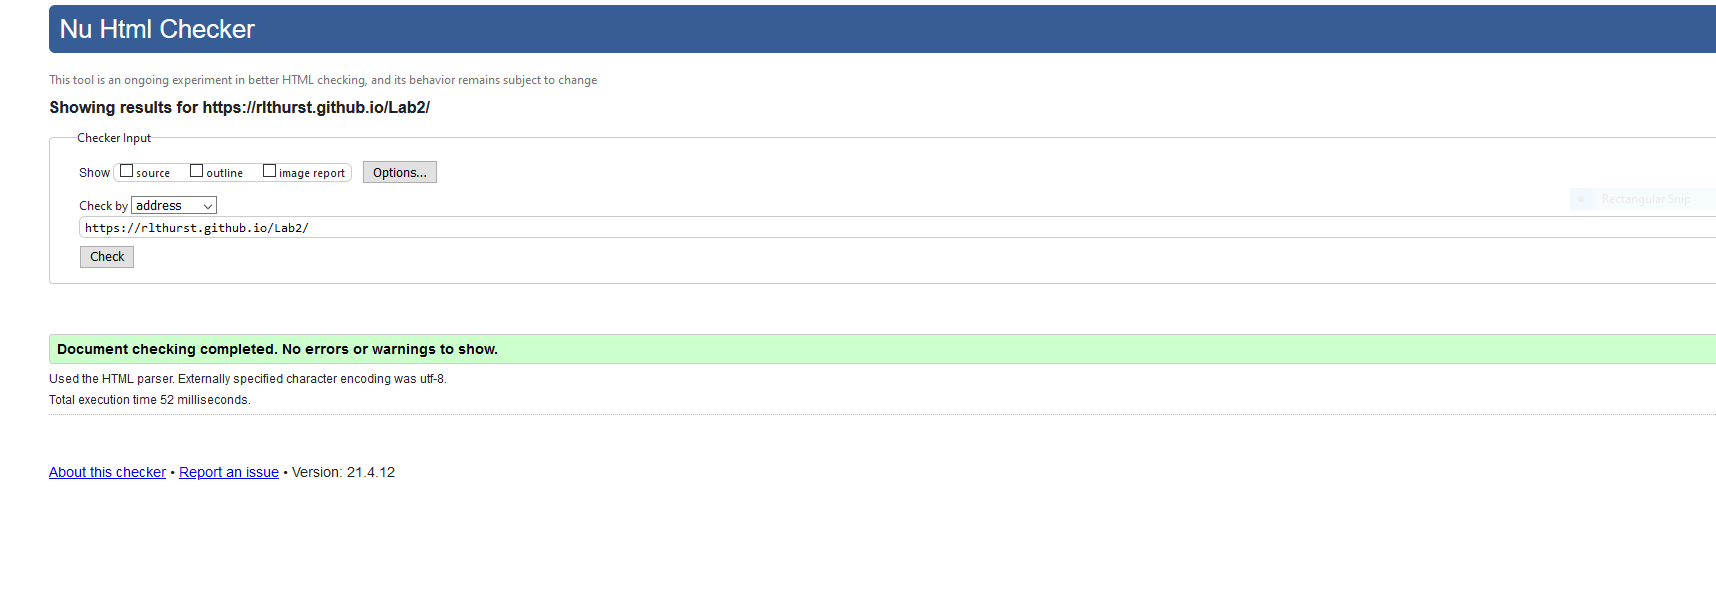 Nu Html Checker
This tool is an ongoing experiment in better HTML checking, and its behavior remains subject to change
Showing results for https://rlthurst.github.io/Lab2/
Checker Input
Show source outline image report Options...
Rectangular Snip
Check by address
https://rlthurst.github.io/Lab2/
Check
Document checking completed. No errors or warnings to show.
Used the HTML parser. Externally specified character encoding was utf-8.
Total execution time 52 milliseconds.
About this checker • Report an issue • Version: 21.4.12